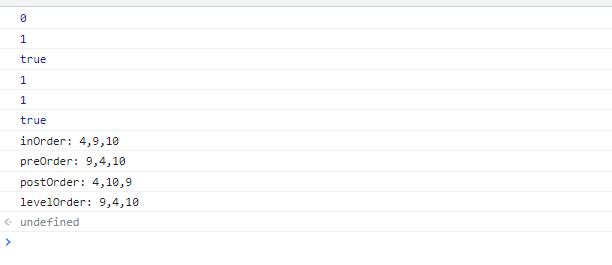 0
1
true
1
1
true
inOrder: 4,9,10
preOrder: 9,4,10
postOrder: 4,10,9
levelOrder: 9,4,10
undefined